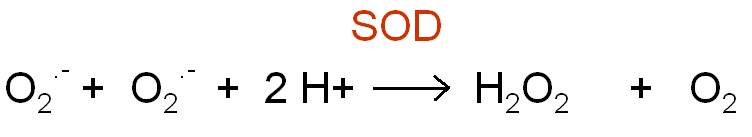 SOD
O₂·⁻ + O₂·⁻ + 2 H+ ⟶ H₂O₂ + O₂